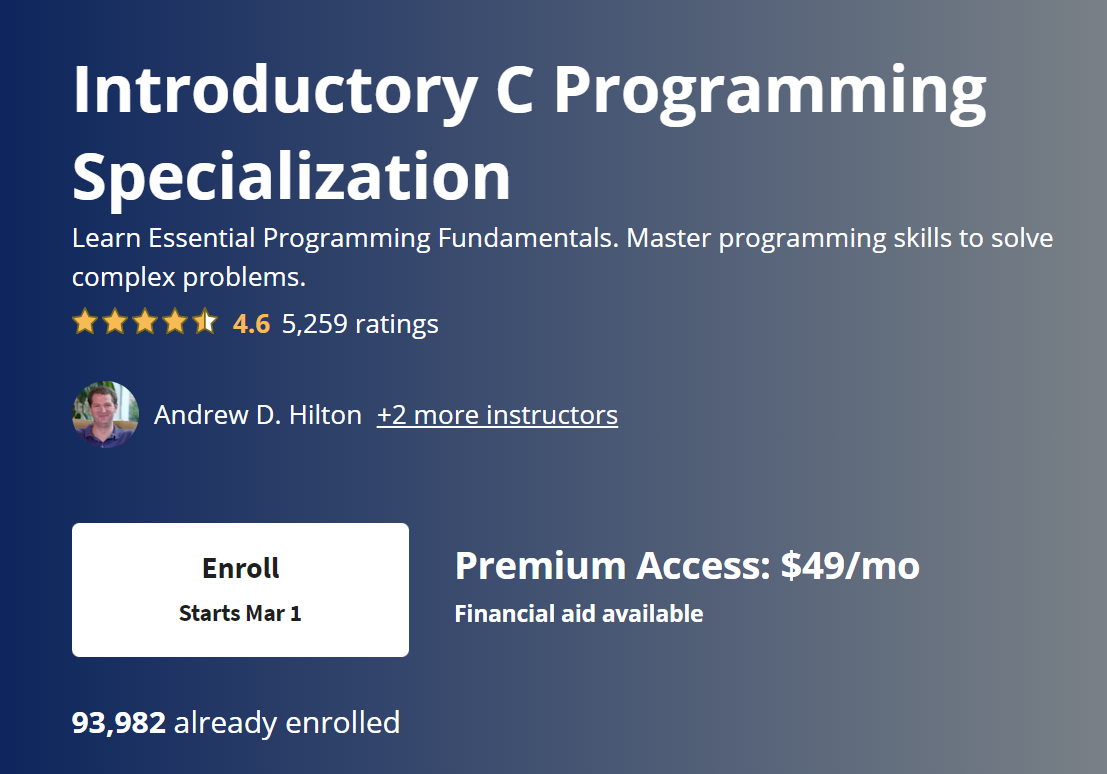 Introductory C Programming
Specialization
Learn Essential Programming Fundamentals. Master programming skills to solve
complex problems.
4.6 5,259 ratings
Andrew D. Hilton +2 more instructors
Enroll
Starts Mar 1
Premium Access: $49/mo
Financial aid available
93,982 already enrolled